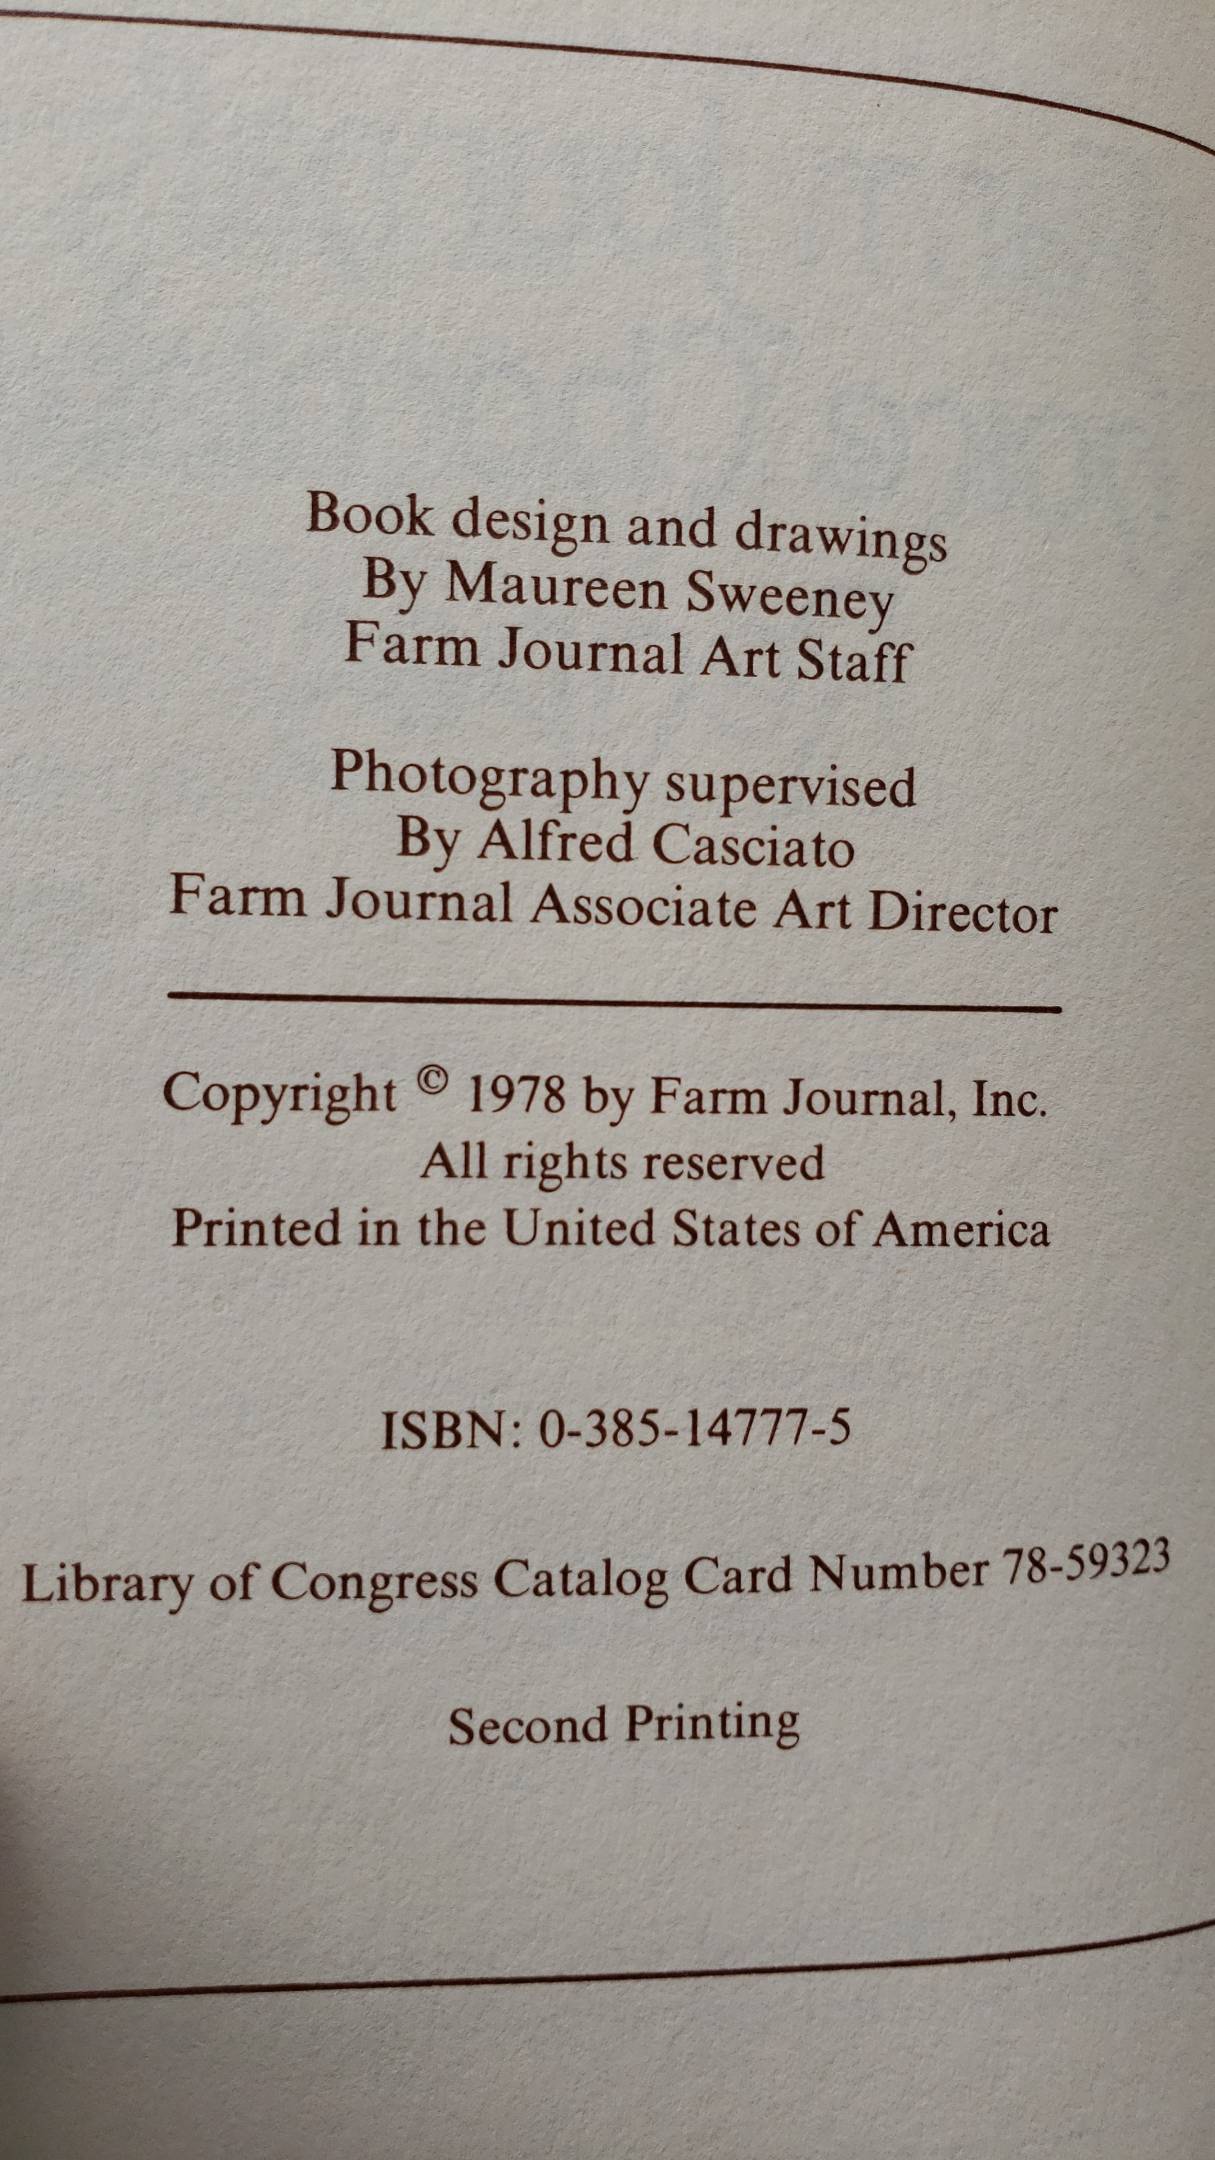 Book design and drawings
By Maureen Sweeney
Farm Journal Art Staff
Photography supervised
By Alfred Casciato
Farm Journal Associate Art Director
Copyright © 1978 by Farm Journal, Inc.
All rights reserved
Printed in the United States of America
ISBN: 0-385-14777-5
Library of Congress Catalog Card Number 78-59323
Second Printing